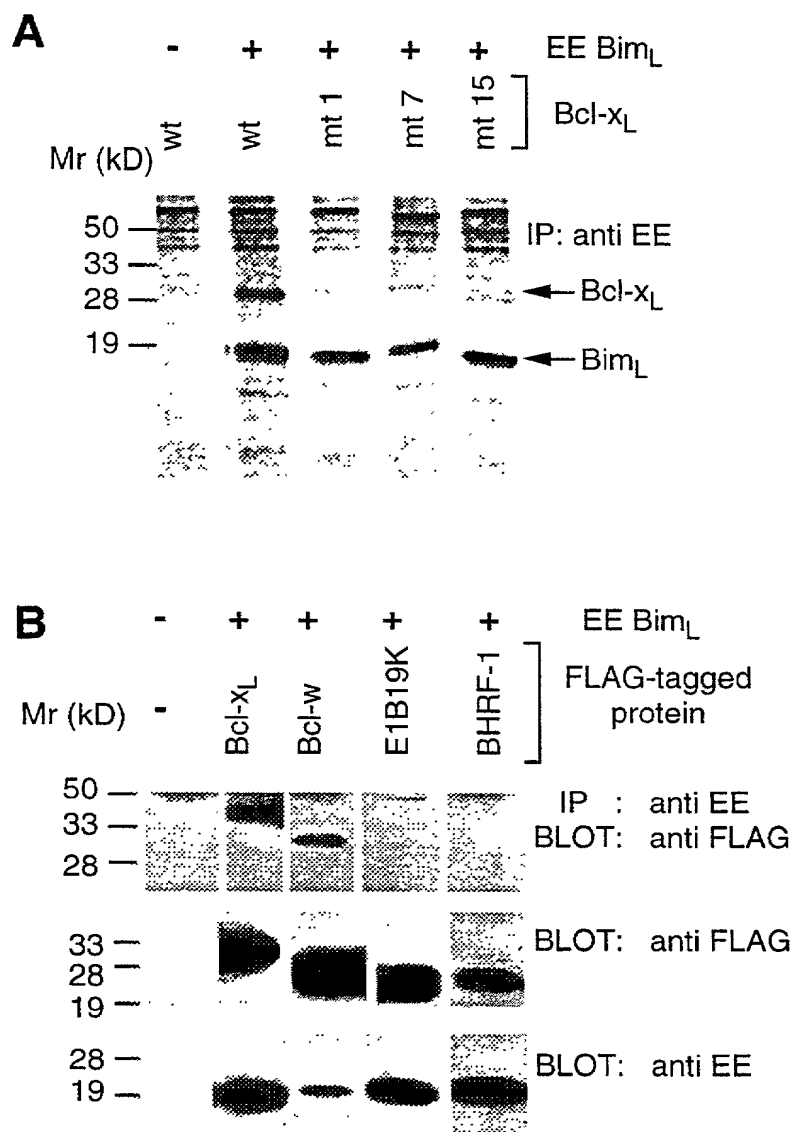 A
- + + + + EE BimL
wt wt mt 1 mt 7 mt 15 Bcl-xL
Mr (kD)
50 IP: anti EE
33
28 Bcl-xL
19 BimL
B
- + + + + EE BimL
- Bcl-xL Bcl-w E1B19K BHRF-1 FLAG-tagged protein
Mr (kD)
50 IP : anti EE
33 BLOT: anti FLAG
28
33 BLOT: anti FLAG
28
19
28 BLOT: anti EE
19